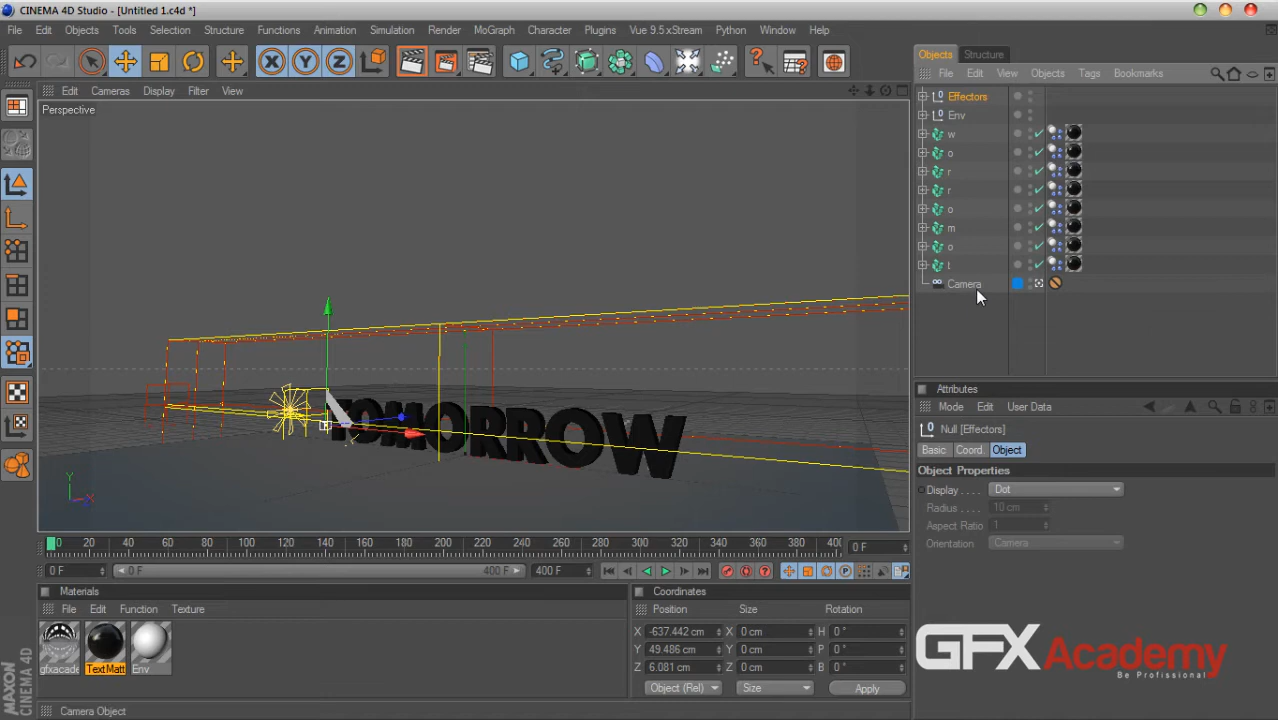 CINEMA 4D Studio - [Untitled 1.c4d *]
File Edit Objects Tools Selection Structure Functions Animation Simulation Render MoGraph Character Plugins Vue 9.5 xStream Python Window Help
X Y Z
Edit Cameras Display Filter View
Perspective
TOMORROW
Y
X
Objects Structure
File Edit View Objects Tags Bookmarks
Effectors
Env
w
o
r
r
o
m
o
t
Camera
Attributes
Mode Edit User Data
Null [Effectors]
Basic Coord. Object
Object Properties
Display . . . . Dot
Radius . . . . 10 cm
Aspect Ratio 1
Orientation Camera
0 20 40 60 80 100 120 140 150 180 200 220 240 260 280 300 320 340 360 380 40( 0 F
0 F 0 F 400 F 400 F
Materials
File Edit Function Texture
gfxacade TextMatt Env
Coordinates
Position Size Rotation
X -637.442 cm X 0 cm H 0 °
Y 49.486 cm Y 0 cm P 0 °
Z 6.081 cm Z 0 cm B 0 °
Object (Rel) Size Apply
GFX Academy
Be Profissional
MAXON
CINEMA 4D
Camera Object